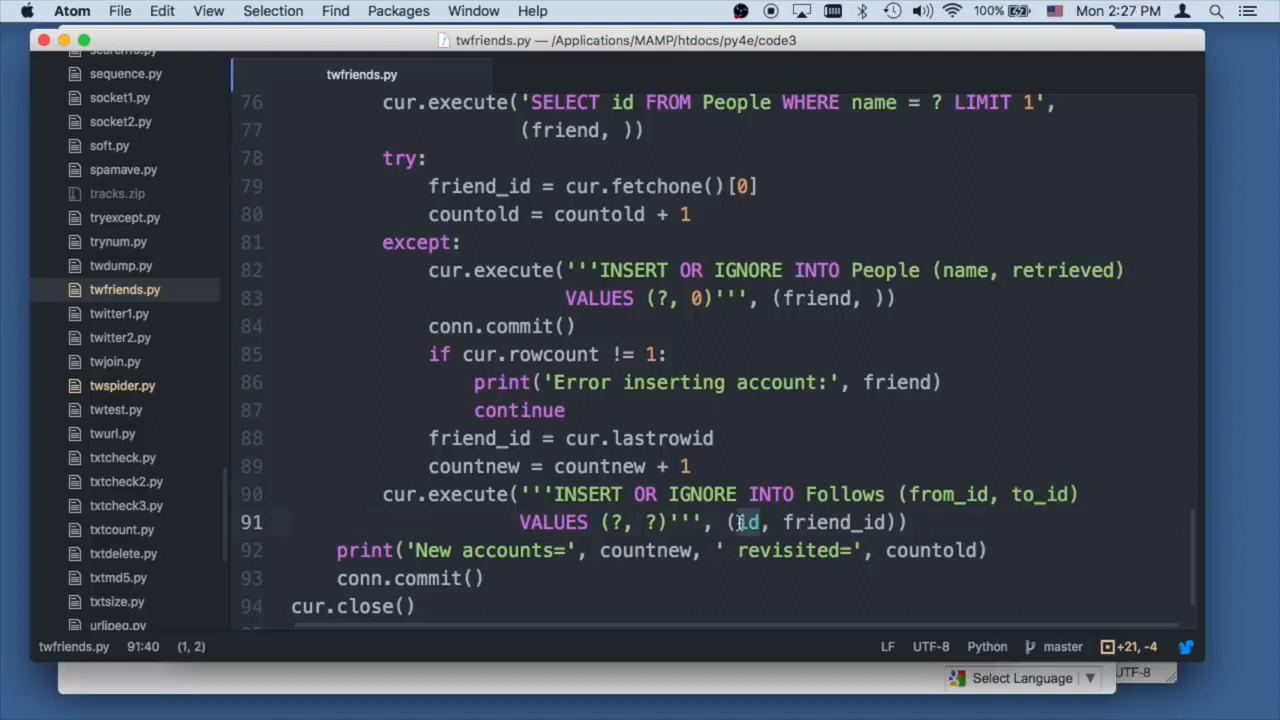 Atom File Edit View Selection Find Packages Window Help 100% Mon 2:27 PM
twfriends.py — /Applications/MAMP/htdocs/py4e/code3
twfriends.py
sequence.py
socket1.py
socket2.py
soft.py
spamave.py
tracks.zip
tryexcept.py
trynum.py
twdump.py
twfriends.py
twitter1.py
twitter2.py
twjoin.py
twspider.py
twtest.py
twurl.py
txtcheck.py
txtcheck2.py
txtcheck3.py
txtcount.py
txtdelete.py
txtmd5.py
txtsize.py
urljpeg.py
76 cur.execute('SELECT id FROM People WHERE name = ? LIMIT 1',
77 (friend, ))
78 try:
79 friend_id = cur.fetchone()[0]
80 countold = countold + 1
81 except:
82 cur.execute('''INSERT OR IGNORE INTO People (name, retrieved)
83 VALUES (?, 0)''', (friend, ))
84 conn.commit()
85 if cur.rowcount != 1:
86 print('Error inserting account:', friend)
87 continue
88 friend_id = cur.lastrowid
89 countnew = countnew + 1
90 cur.execute('''INSERT OR IGNORE INTO Follows (from_id, to_id)
91 VALUES (?, ?)''', (id, friend_id))
92 print('New accounts=', countnew, ' revisited=', countold)
93 conn.commit()
94 cur.close()
twfriends.py 91:40 (1, 2) LF UTF-8 Python master +21, -4
Select Language ▼ UTF-8